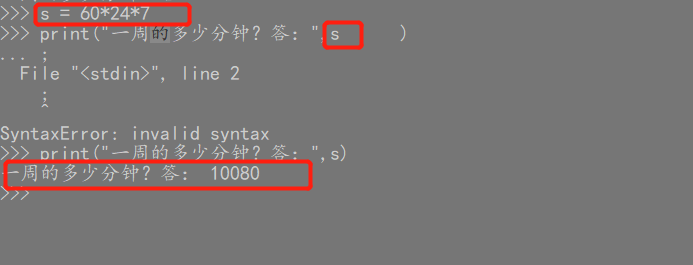 >>> s = 60*24*7
>>> print("一周的多少分钟？答：",s      )
... ;
  File "<stdin>", line 2
    ;
    ^
SyntaxError: invalid syntax
>>> print("一周的多少分钟？答：",s)
一周的多少分钟？答： 10080
>>>